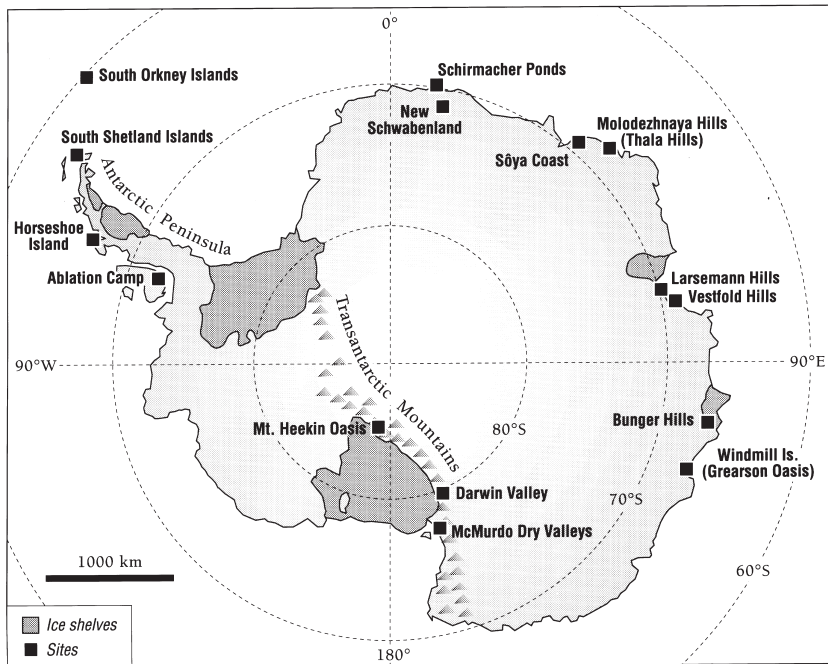 0°
South Orkney Islands
Schirmacher Ponds
New
Schwabenland
South Shetland Islands
Molodezhnaya Hills
(Thala Hills)
Sôya Coast
Antarctic Peninsula
Horseshoe
Island
Ablation Camp
Larsemann Hills
Vestfold Hills
Transantarctic Mountains
90°W
90°E
Mt. Heekin Oasis
80°S
Bunger Hills
Windmill Is.
(Grearson Oasis)
Darwin Valley
70°S
McMurdo Dry Valleys
1000 km
60°S
Ice shelves
Sites
180°